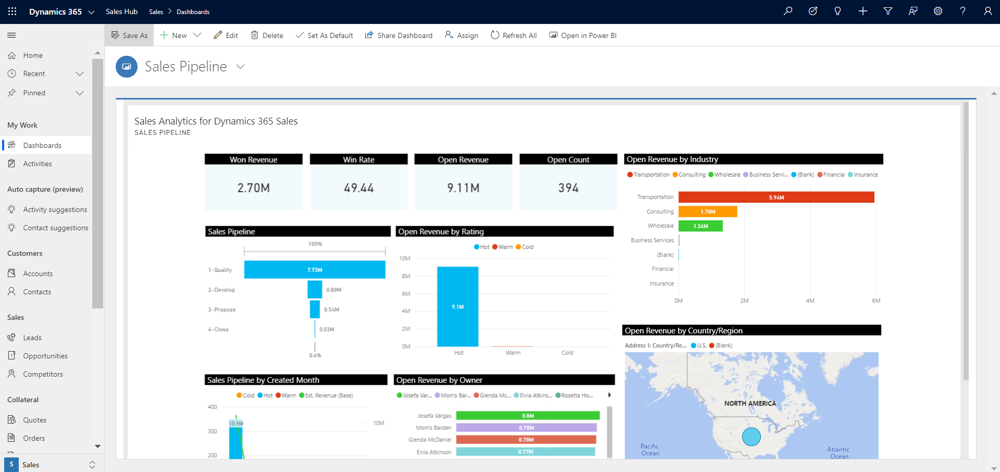 Dynamics 365 Sales Hub Sales > Dashboards
Save As New Edit Delete Set As Default Share Dashboard Assign Refresh All Open in Power BI
Home
Recent
Pinned
My Work
Dashboards
Activities
Auto capture (preview)
Activity suggestions
Contact suggestions
Customers
Accounts
Contacts
Sales
Leads
Opportunities
Competitors
Collateral
Quotes
Orders
S Sales
Sales Pipeline
Sales Analytics for Dynamics 365 Sales
SALES PIPELINE
Won Revenue
2.70M
Win Rate
49.44
Open Revenue
9.11M
Open Count
394
Open Revenue by Industry
Transportation Consulting Wholesale Business Servi... (Blank) Financial Insurance
Transportation 5.94M
Consulting 1.78M
Wholesale 1.34M
Business Services
(Blank)
Financial
Insurance
0M 2M 4M 6M
Sales Pipeline
100%
1-Qualify 7.73M
2-Develop 0.80M
3-Propose 0.54M
4-Close 0.03M
0.4%
Open Revenue by Rating
Hot Warm Cold
10M
8M
6M
4M
2M
0M
9.1M
Hot Warm Cold
Open Revenue by Country/Region
Address 1: Country/Re... U.S. (Blank)
NORTH AMERICA
Pacific
Ocean
Atlantic
Ocean
Sales Pipeline by Created Month
Cold Hot Warm Est. Revenue (Base)
400
300
200
10.9M
10M
Open Revenue by Owner
Josefa Var... Morris Bar... Glenda Mc... Elvia Atkins... Rosetta Ho...
Josefa Vargas 0.8M
Morris Barden 0.78M
Glenda McDaniel 0.78M
Elvia Atkinson 0.77M